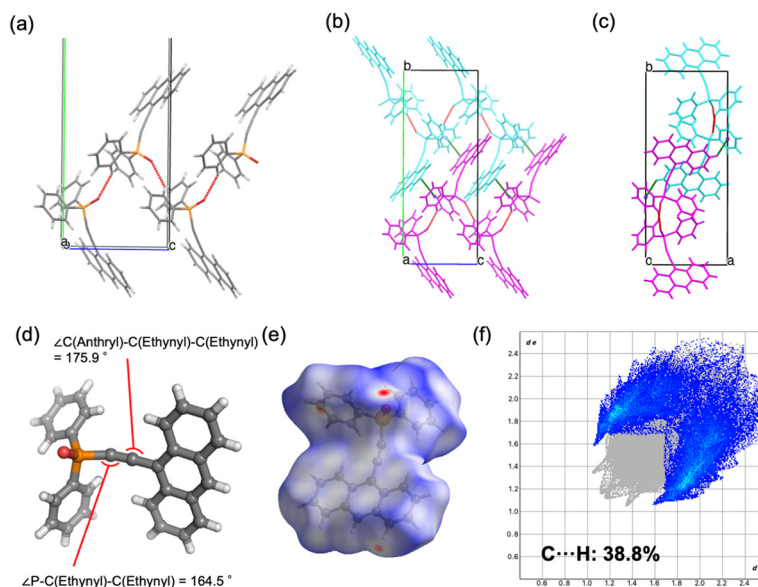 (a)
a
c
(b)
b
a
c
(c)
b
c
a
(d)
∠C(Anthryl)-C(Ethynyl)-C(Ethynyl)
= 175.9 °
∠P-C(Ethynyl)-C(Ethynyl) = 164.5 °
(e)
(f)
d e
2.4
2.2
2.0
1.8
1.6
1.4
1.2
1.0
0.8
0.6
C···H: 38.8%
d
0.6 0.8 1.0 1.2 1.4 1.6 1.8 2.0 2.2 2.4